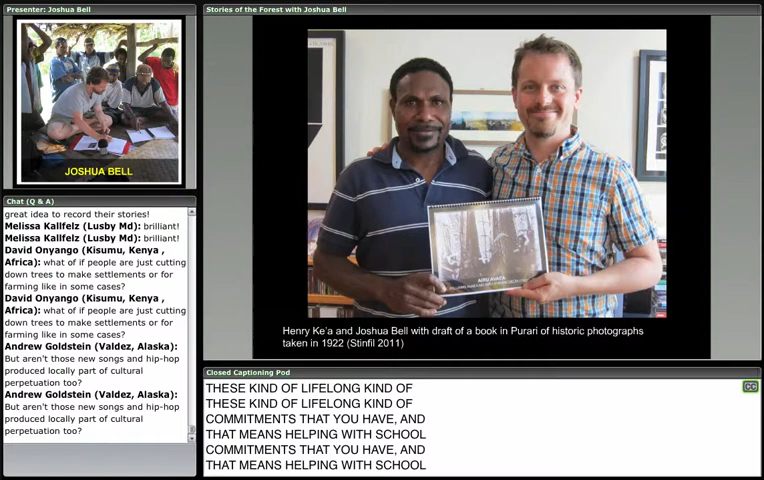 Presenter: Joshua Bell
JOSHUA BELL
Chat (Q & A)
great idea to record their stories!
Melissa Kallfelz (Lusby Md): brilliant!
Melissa Kallfelz (Lusby Md): brilliant!
David Onyango (Kisumu, Kenya ,
Africa): what of if people are just cutting
down trees to make settlements or for
farming like in some cases?
David Onyango (Kisumu, Kenya ,
Africa): what of if people are just cutting
down trees to make settlements or for
farming like in some cases?
Andrew Goldstein (Valdez, Alaska):
But aren't those new songs and hip-hop
produced locally part of cultural
perpetuation too?
Andrew Goldstein (Valdez, Alaska):
But aren't those new songs and hip-hop
produced locally part of cultural
perpetuation too?
Stories of the Forest with Joshua Bell
Henry Ke'a and Joshua Bell with draft of a book in Purari of historic photographs
taken in 1922 (Stinfil 2011)
Closed Captioning Pod
CC
THESE KIND OF LIFELONG KIND OF
THESE KIND OF LIFELONG KIND OF
COMMITMENTS THAT YOU HAVE, AND
THAT MEANS HELPING WITH SCHOOL
COMMITMENTS THAT YOU HAVE, AND
THAT MEANS HELPING WITH SCHOOL